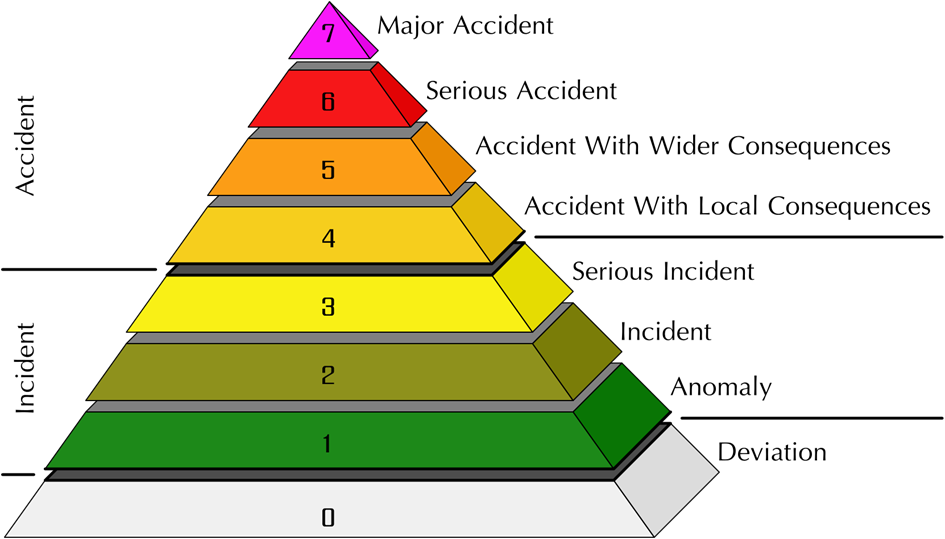 7 Major Accident
6 Serious Accident
5 Accident With Wider Consequences
4 Accident With Local Consequences
Accident
3 Serious Incident
2 Incident
1 Anomaly
Incident
0 Deviation